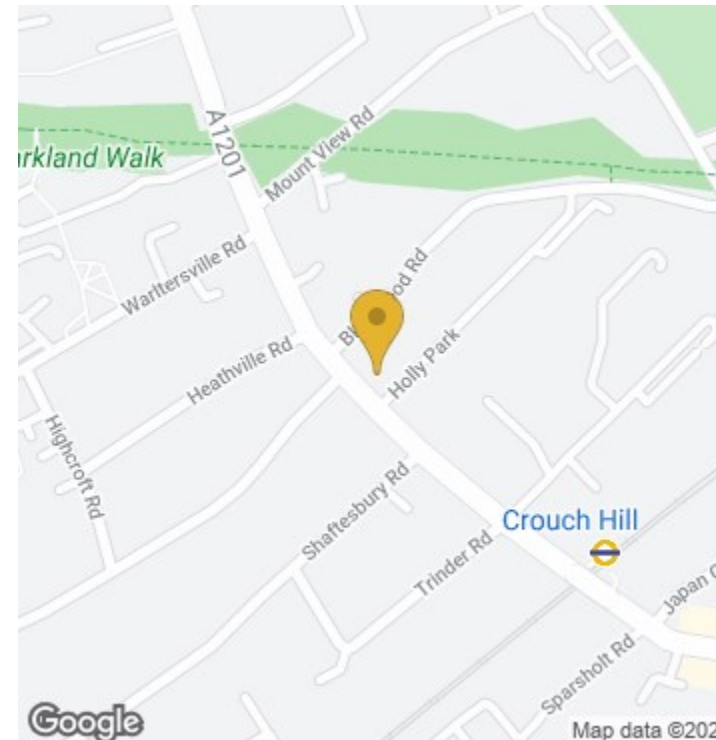 A1201
Mount View Rd
arkland Walk
Warltersville Rd
Heathville Rd
Holly Park
Highcroft Rd
Shaftesbury Rd
Crouch Hill
Trinder Rd
Japan
Sparsholt Rd
Google
Map data ©202